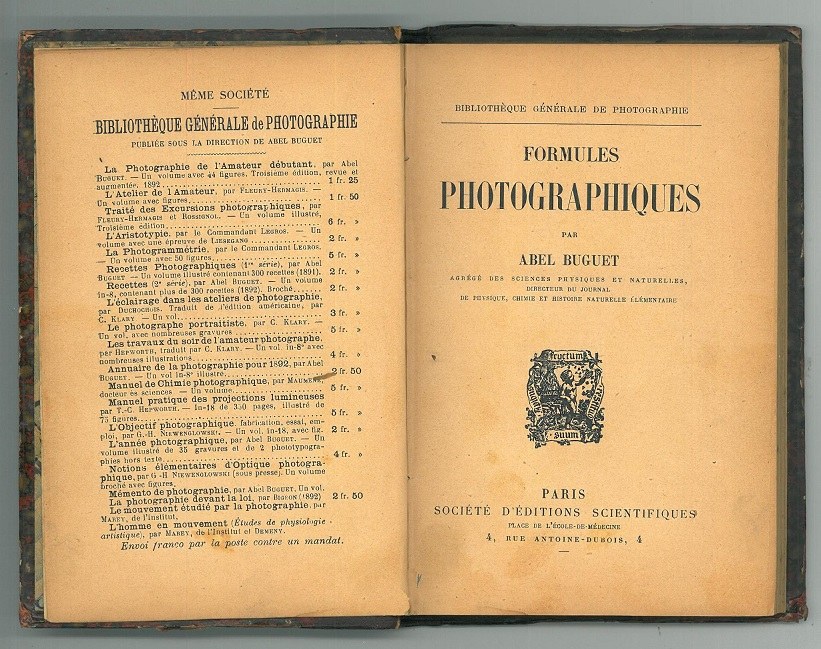 MÊME SOCIÉTÉ
BIBLIOTHÈQUE GÉNÉRALE de PHOTOGRAPHIE
PUBLIÉE SOUS LA DIRECTION DE ABEL BUGUET
La Photographie de l'Amateur débutant, par Abel
BUGUET. — Un volume avec 44 figures. Troisième édition, revue et
augmentée. 1892 1 fr. 25
L'Atelier de l'Amateur, par FLEURY-HERMAGIS. —
Un volume avec figures 1 fr. 50
Traité des Excursions photographiques, par
FLEURY-HERMAGIS et ROSSIGNOL. — Un volume illustré,
Troisième édition 6 fr. »
L'Aristotypie, par le Commandant LEGROS. — Un
volume avec une épreuve de LIESEGANG 2 fr. »
La Photogrammétrie, par le Commandant LEGROS.
— Un volume avec 50 figures 5 fr. »
Recettes Photographiques (1re série), par Abel
BUGUET — Un volume illustré contenant 300 recettes (1891). 2 fr. »
Recettes (2e série), par Abel BUGUET. — Un volume
in-8, contenant plus de 300 recettes (1892). Broché 2 fr. »
L'éclairage dans les ateliers de photographie,
par DUCHOCHOIS. Traduit de l'édition américaine, par
C. KLARY. — Un vol. 3 fr. »
Le photographe portraitiste, par C. KLARY. —
Un vol. avec nombreuses gravures 5 fr. »
Les travaux du soir de l'amateur photographe,
par HEPWORTH, traduit par C. KLARY. — Un vol. in-8° avec
nombreuses illustrations 4 fr. »
Annuaire de la photographie pour 1892, par Abel
BUGUET. — Un vol in-8° illustré 2 fr. 50
Manuel de Chimie photographique, par MAUMENÉ,
docteur ès sciences. — Un volume 5 fr. »
Manuel pratique des projections lumineuses
par T.-C. HEPWORTH. — In-18 de 350 pages, illustré de
75 figures 5 fr. »
L'Objectif photographique, fabrication, essai, em-
ploi, par G.-H. NIEWENGLOWSKI. — Un vol. in-18, avec fig. 2 fr. »
L'année photographique, par Abel BUGUET. — Un
volume illustré de 35 gravures et de 2 phototypogra-
phies hors texte 4 fr. »
Notions élémentaires d'Optique photogra-
phique, par G.-H NIEWENGLOWSKI (sous presse). Un volume
broché avec figures
Mémento de photographie, par Abel BUGUET. Un vol.
La photographie devant la loi, par BIGEON (1892) 2 fr. 50
Le mouvement étudié par la photographie, par
MAREY, de l'Institut,
L'homme en mouvement (Études de physiologie
artistique), par MAREY, de l'Institut et DEMENY.
Envoi franco par la poste contre un mandat.
BIBLIOTHÈQUE GÉNÉRALE DE PHOTOGRAPHIE
FORMULES
PHOTOGRAPHIQUES
PAR
ABEL BUGUET
AGRÉGÉ DES SCIENCES PHYSIQUES ET NATURELLES,
DIRECTEUR DU JOURNAL
DE PHYSIQUE, CHIMIE ET HISTOIRE NATURELLE ÉLÉMENTAIRE
fructum
suum
PARIS
SOCIÉTÉ D'ÉDITIONS SCIENTIFIQUES
PLACE DE L'ÉCOLE-DE-MÉDECINE
4, RUE ANTOINE-DUBOIS, 4